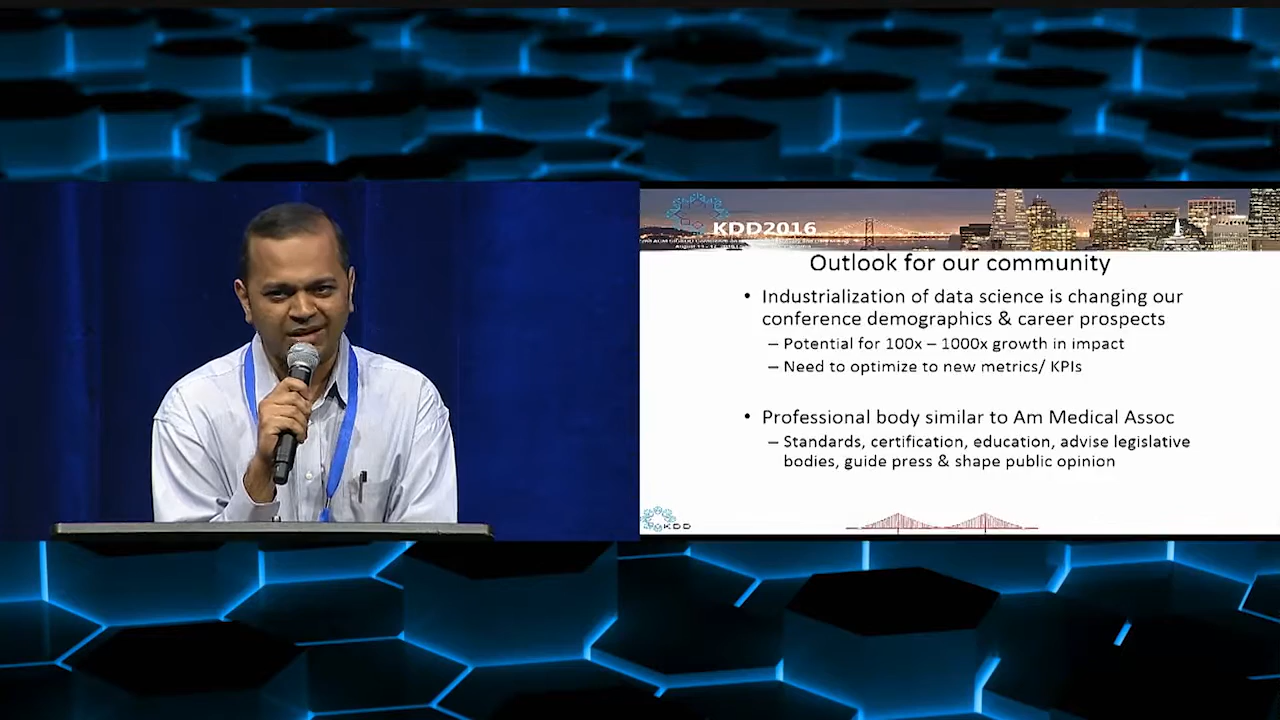 KDD2016
Outlook for our community
• Industrialization of data science is changing our
conference demographics & career prospects
– Potential for 100x – 1000x growth in impact
– Need to optimize to new metrics/ KPIs
• Professional body similar to Am Medical Assoc
– Standards, certification, education, advise legislative
bodies, guide press & shape public opinion
KDD